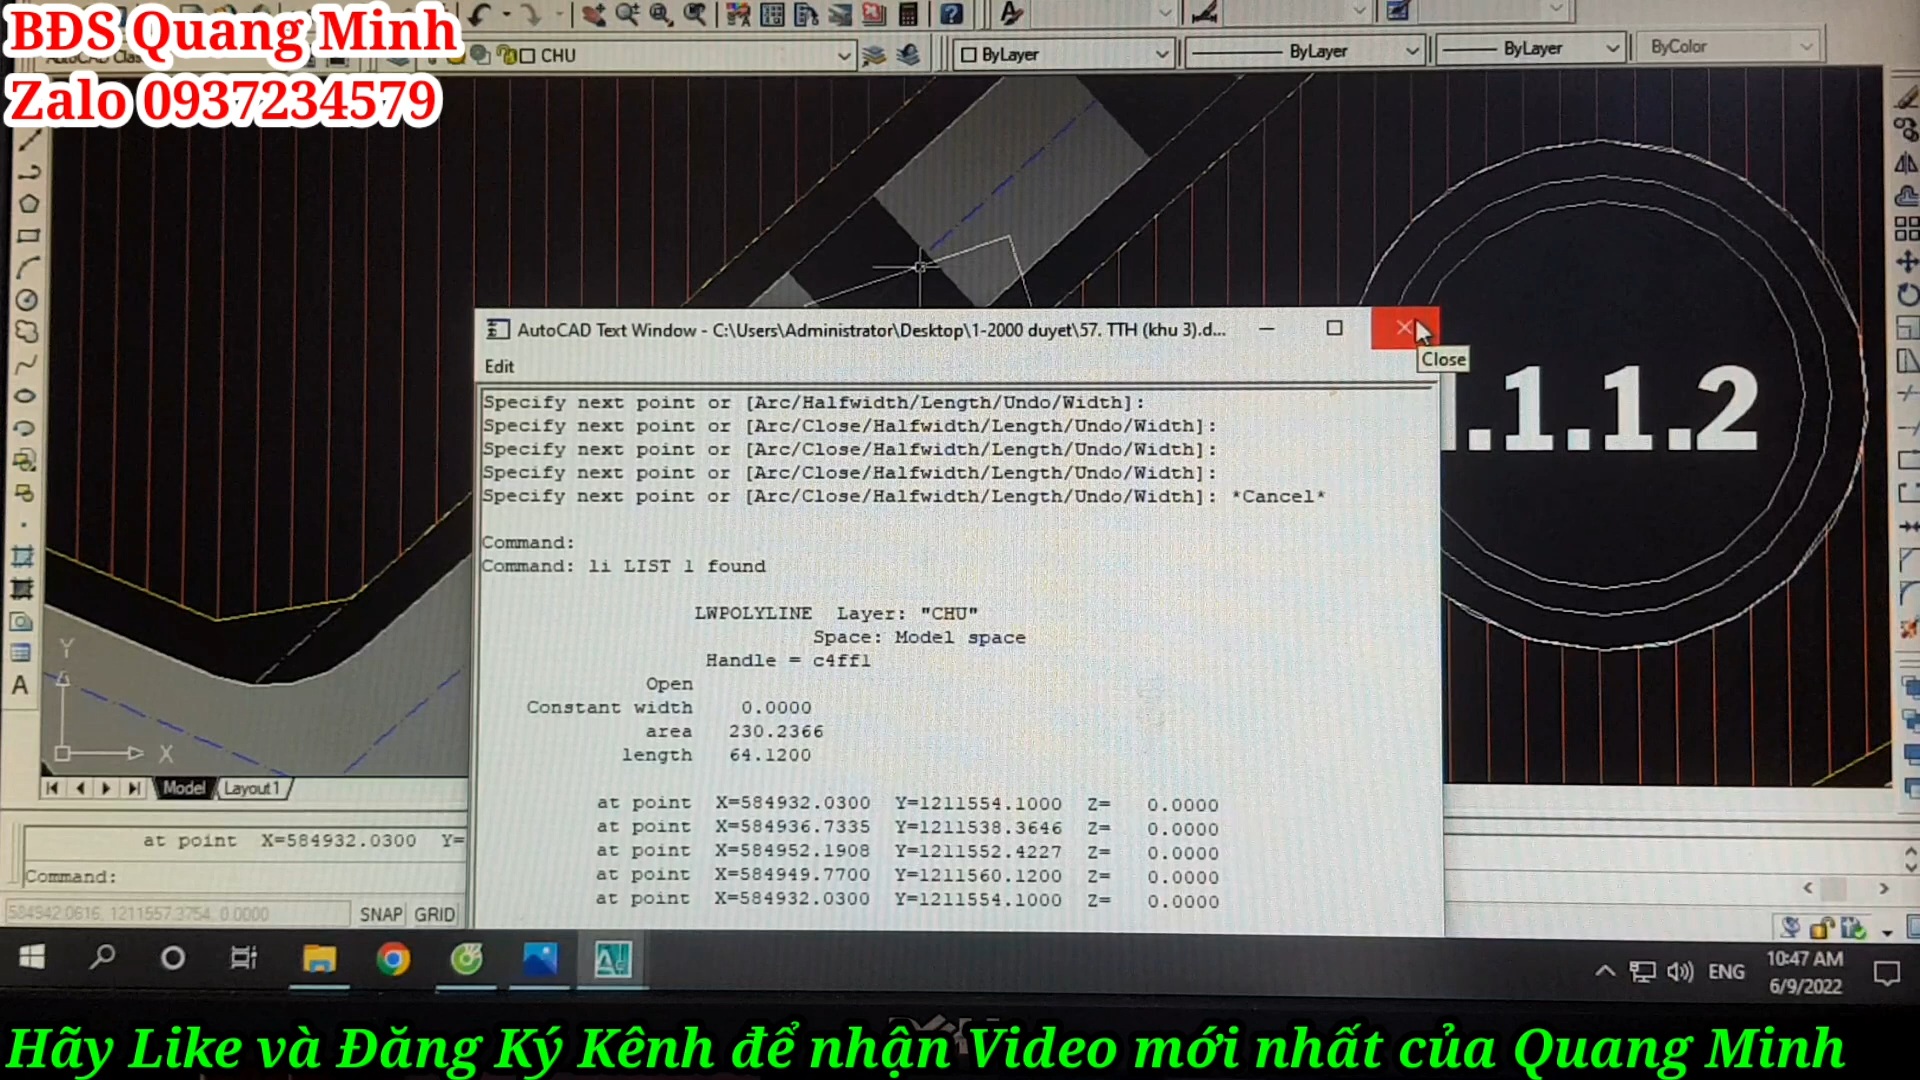 BĐS Quang Minh
Zalo 0937234579
CHU
ByLayer
ByLayer
ByLayer
ByColor
AutoCAD Text Window - C:\Users\Administrator\Desktop\1-2000 duyet\57. TTH (khu 3).d...
Close
Edit
.1.1.2
Specify next point or [Arc/Halfwidth/Length/Undo/Width]:
Specify next point or [Arc/Close/Halfwidth/Length/Undo/Width]:
Specify next point or [Arc/Close/Halfwidth/Length/Undo/Width]:
Specify next point or [Arc/Close/Halfwidth/Length/Undo/Width]:
Specify next point or [Arc/Close/Halfwidth/Length/Undo/Width]: *Cancel*
Command:
Command: li LIST 1 found
LWPOLYLINE Layer: "CHU"
Space: Model space
Handle = c4ff1
Open
Constant width 0.0000
area 230.2366
length 64.1200
at point X=584932.0300 Y=1211554.1000 Z= 0.0000
at point X=584936.7335 Y=1211538.3646 Z= 0.0000
at point X=584952.1908 Y=1211552.4227 Z= 0.0000
at point X=584949.7700 Y=1211560.1200 Z= 0.0000
at point X=584932.0300 Y=1211554.1000 Z= 0.0000
A
Y
X
Model
Layout1
at point X=584932.0300 Y=
Command:
584942.0616, 1211557.3754, 0.0000
SNAP
GRID
ENG
10:47 AM
6/9/2022
Hãy Like và Đăng Ký Kênh để nhận Video mới nhất của Quang Minh